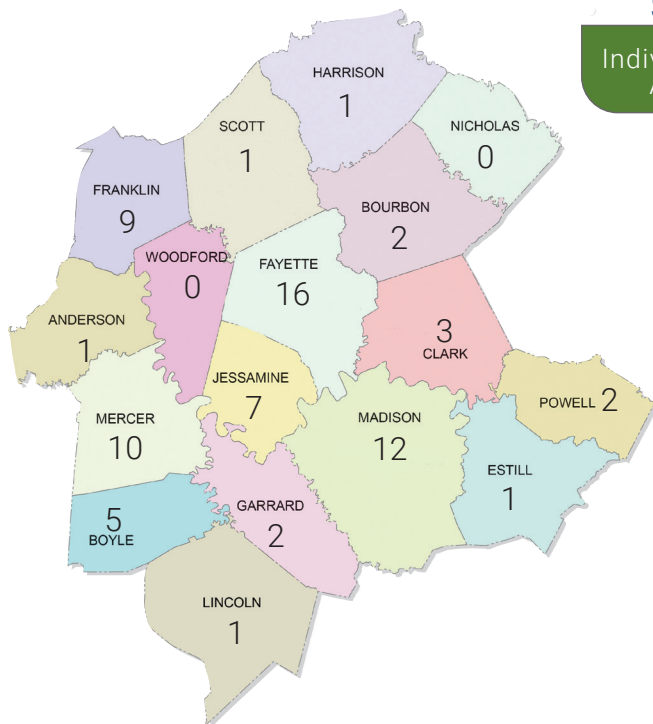 HARRISON
1
SCOTT
1
NICHOLAS
0
FRANKLIN
9
BOURBON
2
WOODFORD
0
FAYETTE
16
ANDERSON
1
3
CLARK
JESSAMINE
7
POWELL 2
MERCER
10
MADISON
12
ESTILL
1
5
BOYLE
GARRARD
2
LINCOLN
1